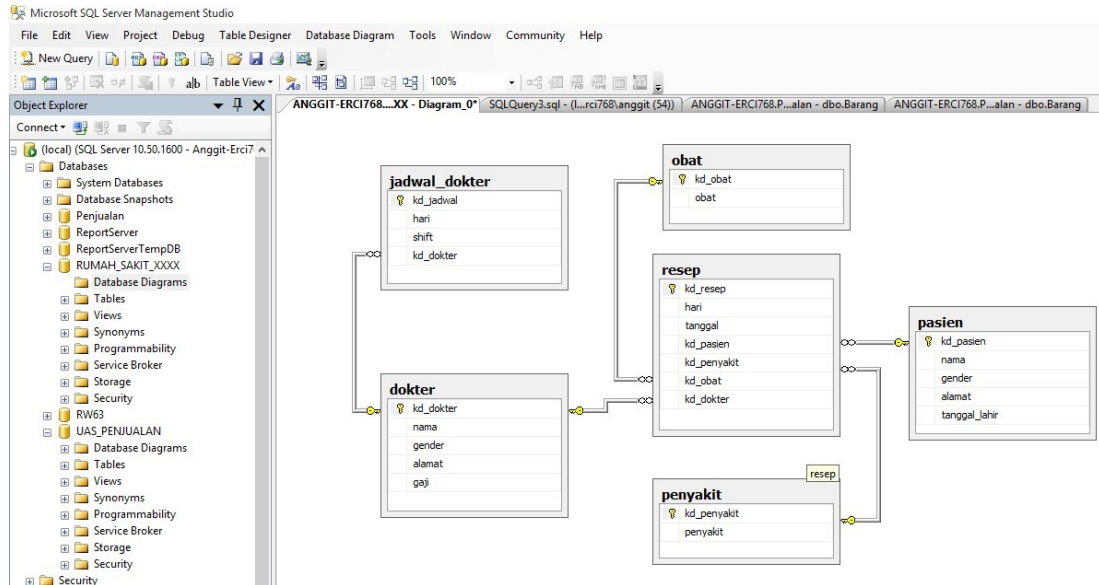 Microsoft SQL Server Management Studio
File Edit View Project Debug Table Designer Database Diagram Tools Window Community Help
New Query
ab Table View 100%
Object Explorer
ANGGIT-ERCI768....XX - Diagram_0* SQLQuery3.sql - (l...rci768\anggit (54)) ANGGIT-ERCI768.P...alan - dbo.Barang ANGGIT-ERCI768.P...alan - dbo.Barang
Connect
(local) (SQL Server 10.50.1600 - Anggit-Erci7
Databases
System Databases
Database Snapshots
Penjualan
ReportServer
ReportServerTempDB
RUMAH_SAKIT_XXXX
Database Diagrams
Tables
Views
Synonyms
Programmability
Service Broker
Storage
Security
RW63
UAS_PENJUALAN
Database Diagrams
Tables
Views
Synonyms
Programmability
Service Broker
Storage
Security
Security
jadwal_dokter
kd_jadwal
hari
shift
kd_dokter
dokter
kd_dokter
nama
gender
alamat
gaji
obat
kd_obat
obat
resep
kd_resep
hari
tanggal
kd_pasien
kd_penyakit
kd_obat
kd_dokter
resep
penyakit
kd_penyakit
penyakit
pasien
kd_pasien
nama
gender
alamat
tanggal_lahir